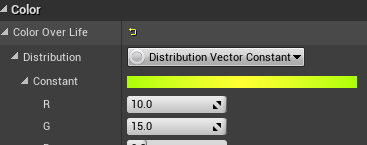 Color
Color Over Life
Distribution Distribution Vector Constant
Constant
R 10.0
G 15.0